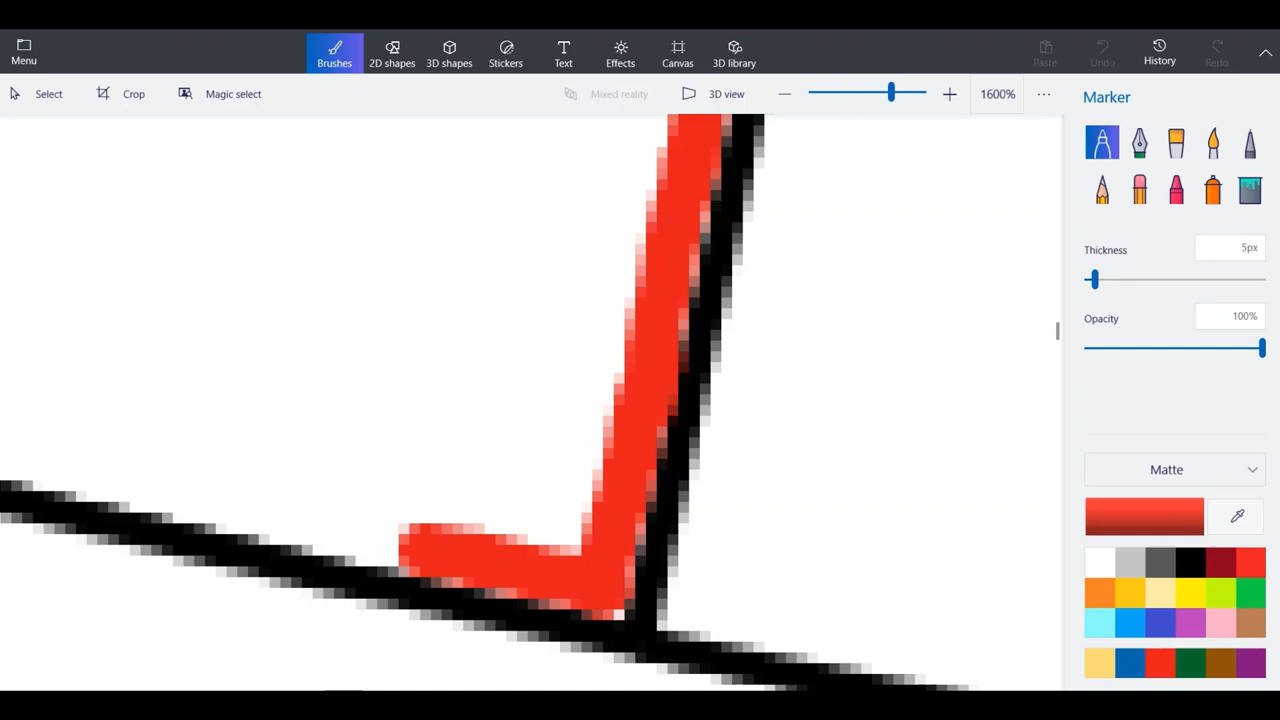 Menu
Brushes
2D shapes
3D shapes
Stickers
Text
Effects
Canvas
3D library
Paste
Undo
History
Redo
Select
Crop
Magic select
Mixed reality
3D view
1600%
Marker
Thickness
5px
Opacity
100%
Matte